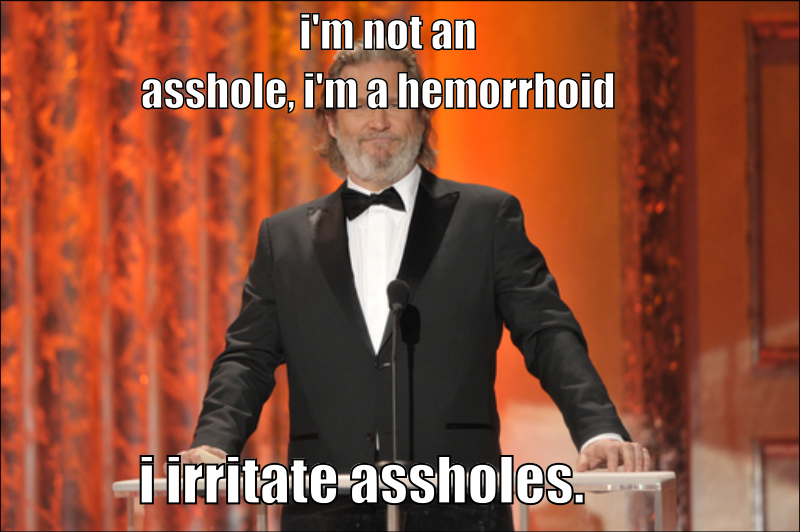 i'm not an
asshole, i'm a hemorrhoid
i irritate assholes.